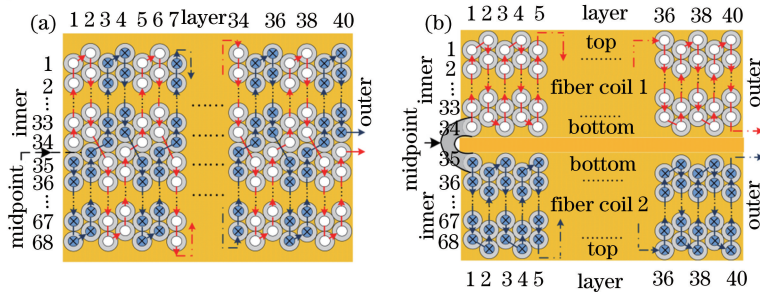 (a)
1 2 3 4 5 6 7 layer 34 36 38 40
inner
1
2
...
33
34
35
36
...
67
68
midpoint
outer
......
......
......
......
(b)
1 2 3 4 5 layer 36 38 40
top
........
fiber coil 1
........
bottom
inner
1
2
...
33
34
midpoint
outer
35
36
...
67
68
inner
bottom
........
fiber coil 2
........
top
outer
1 2 3 4 5 layer 36 38 40